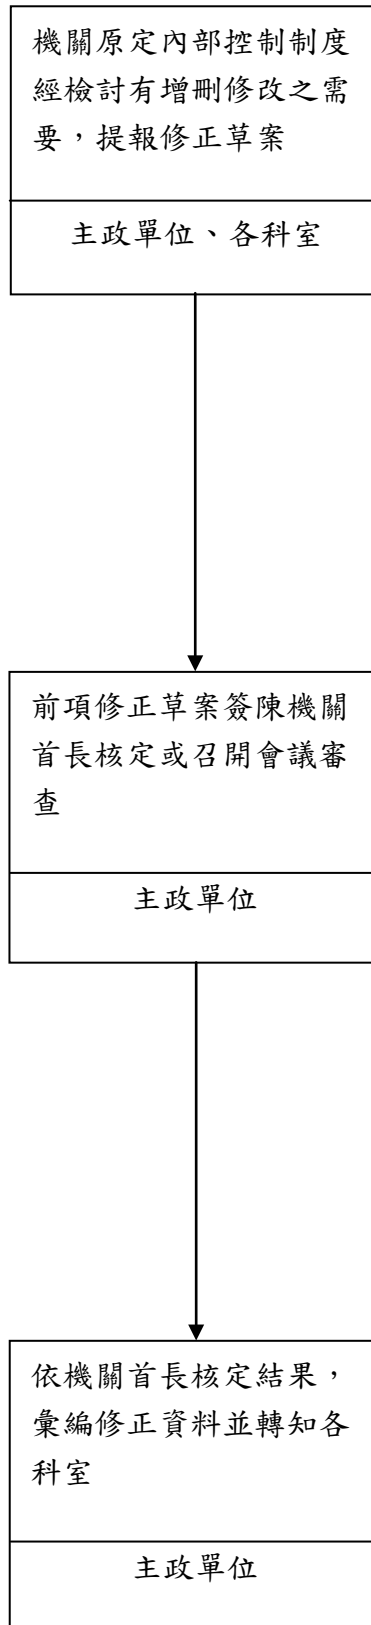 機關原定內部控制制度
經檢討有增刪修改之需
要，提報修正草案
主政單位、各科室
前項修正草案簽陳機關
首長核定或召開會議審
查
主政單位
依機關首長核定結果，
彙編修正資料並轉知各
科室
主政單位